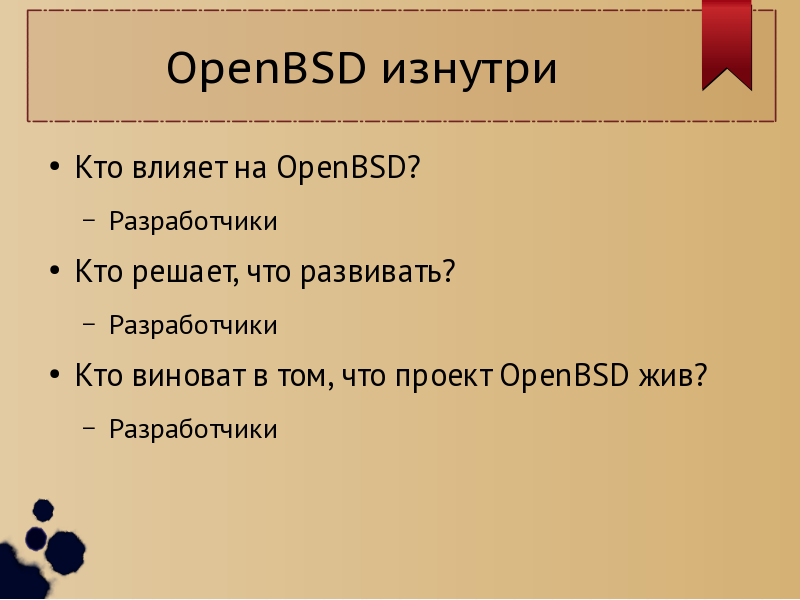 OpenBSD изнутри
• Кто влияет на OpenBSD?
– Разработчики
• Кто решает, что развивать?
– Разработчики
• Кто виноват в том, что проект OpenBSD жив?
– Разработчики